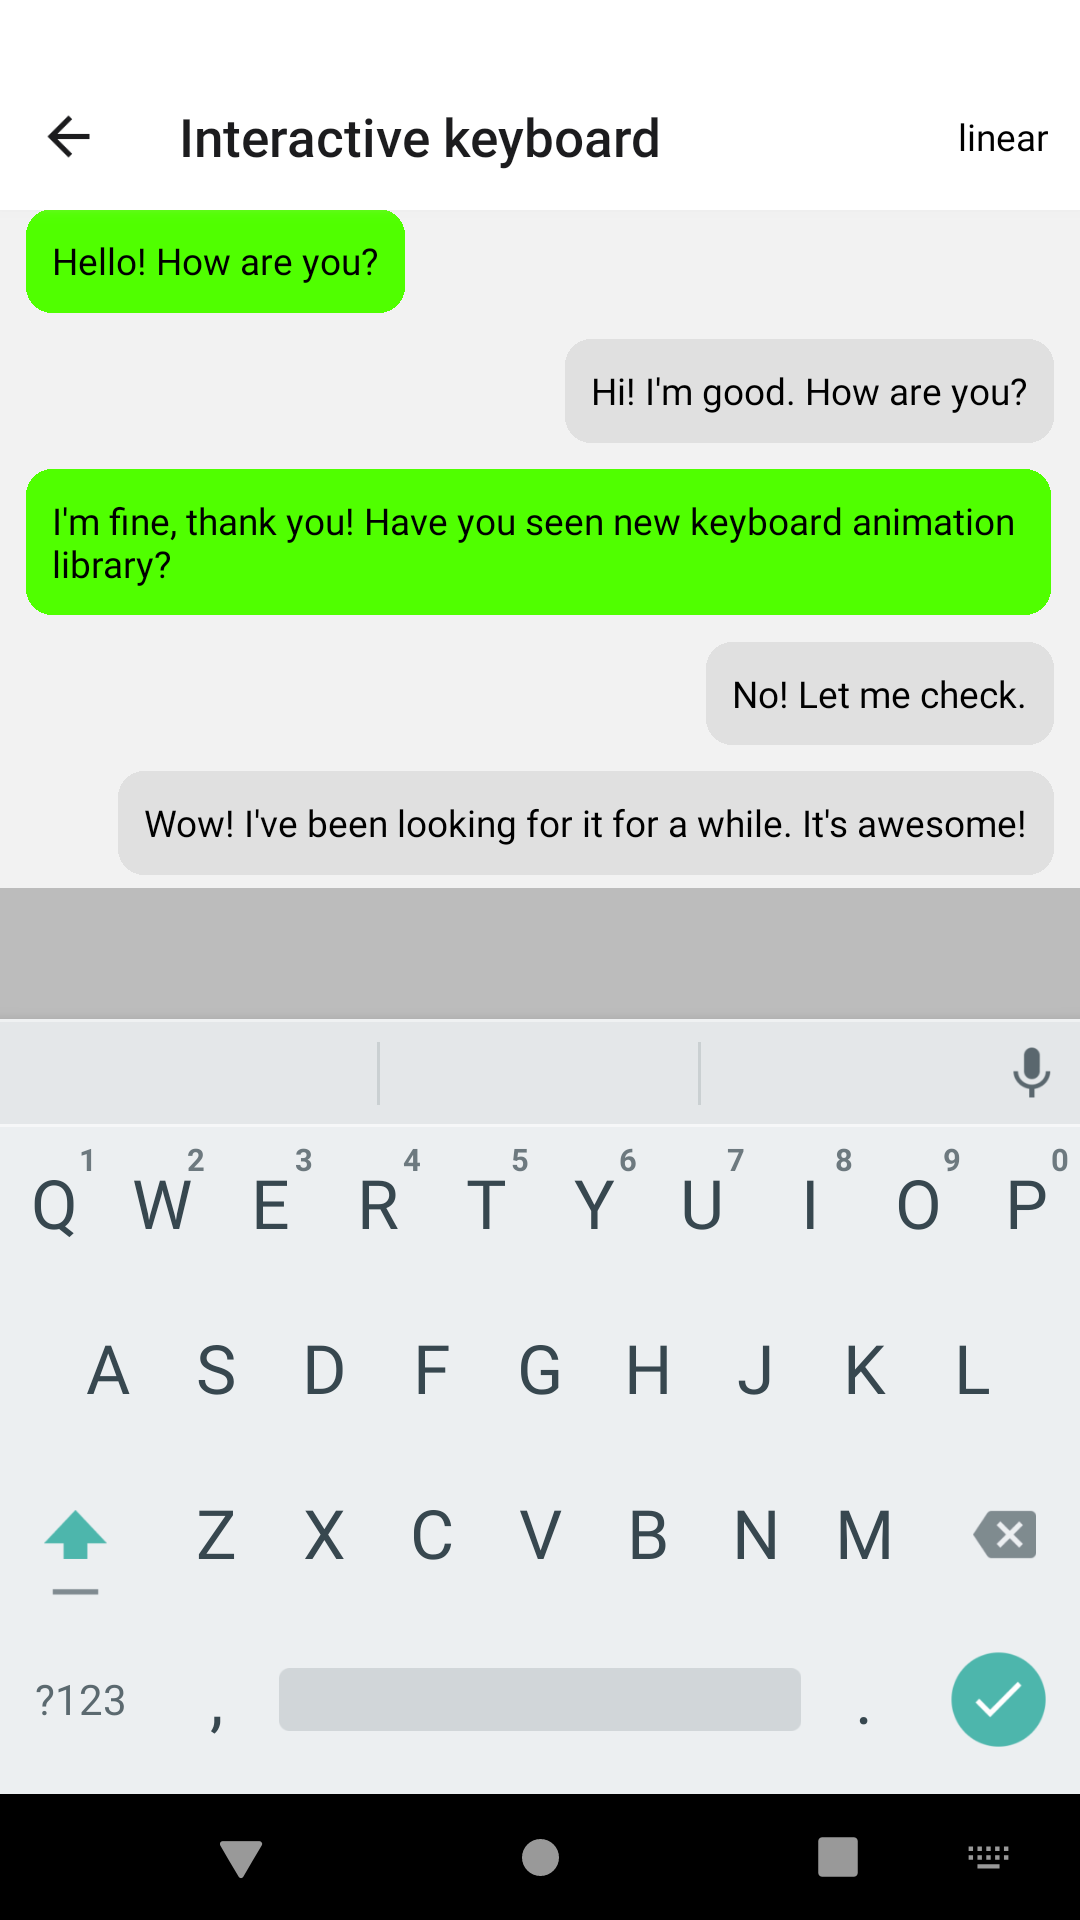 Interactive keyboard
linear
Hello! How are you?
Hi! I'm good. How are you?
I'm fine, thank you! Have you seen new keyboard animation
library?
No! Let me check.
Wow! I've been looking for it for a while. It's awesome!
1 2 3 4 5 6 7 8 9 0
Q W E R T Y U I O P
A S D F G H J K L
Z X C V B N M
?123 , .